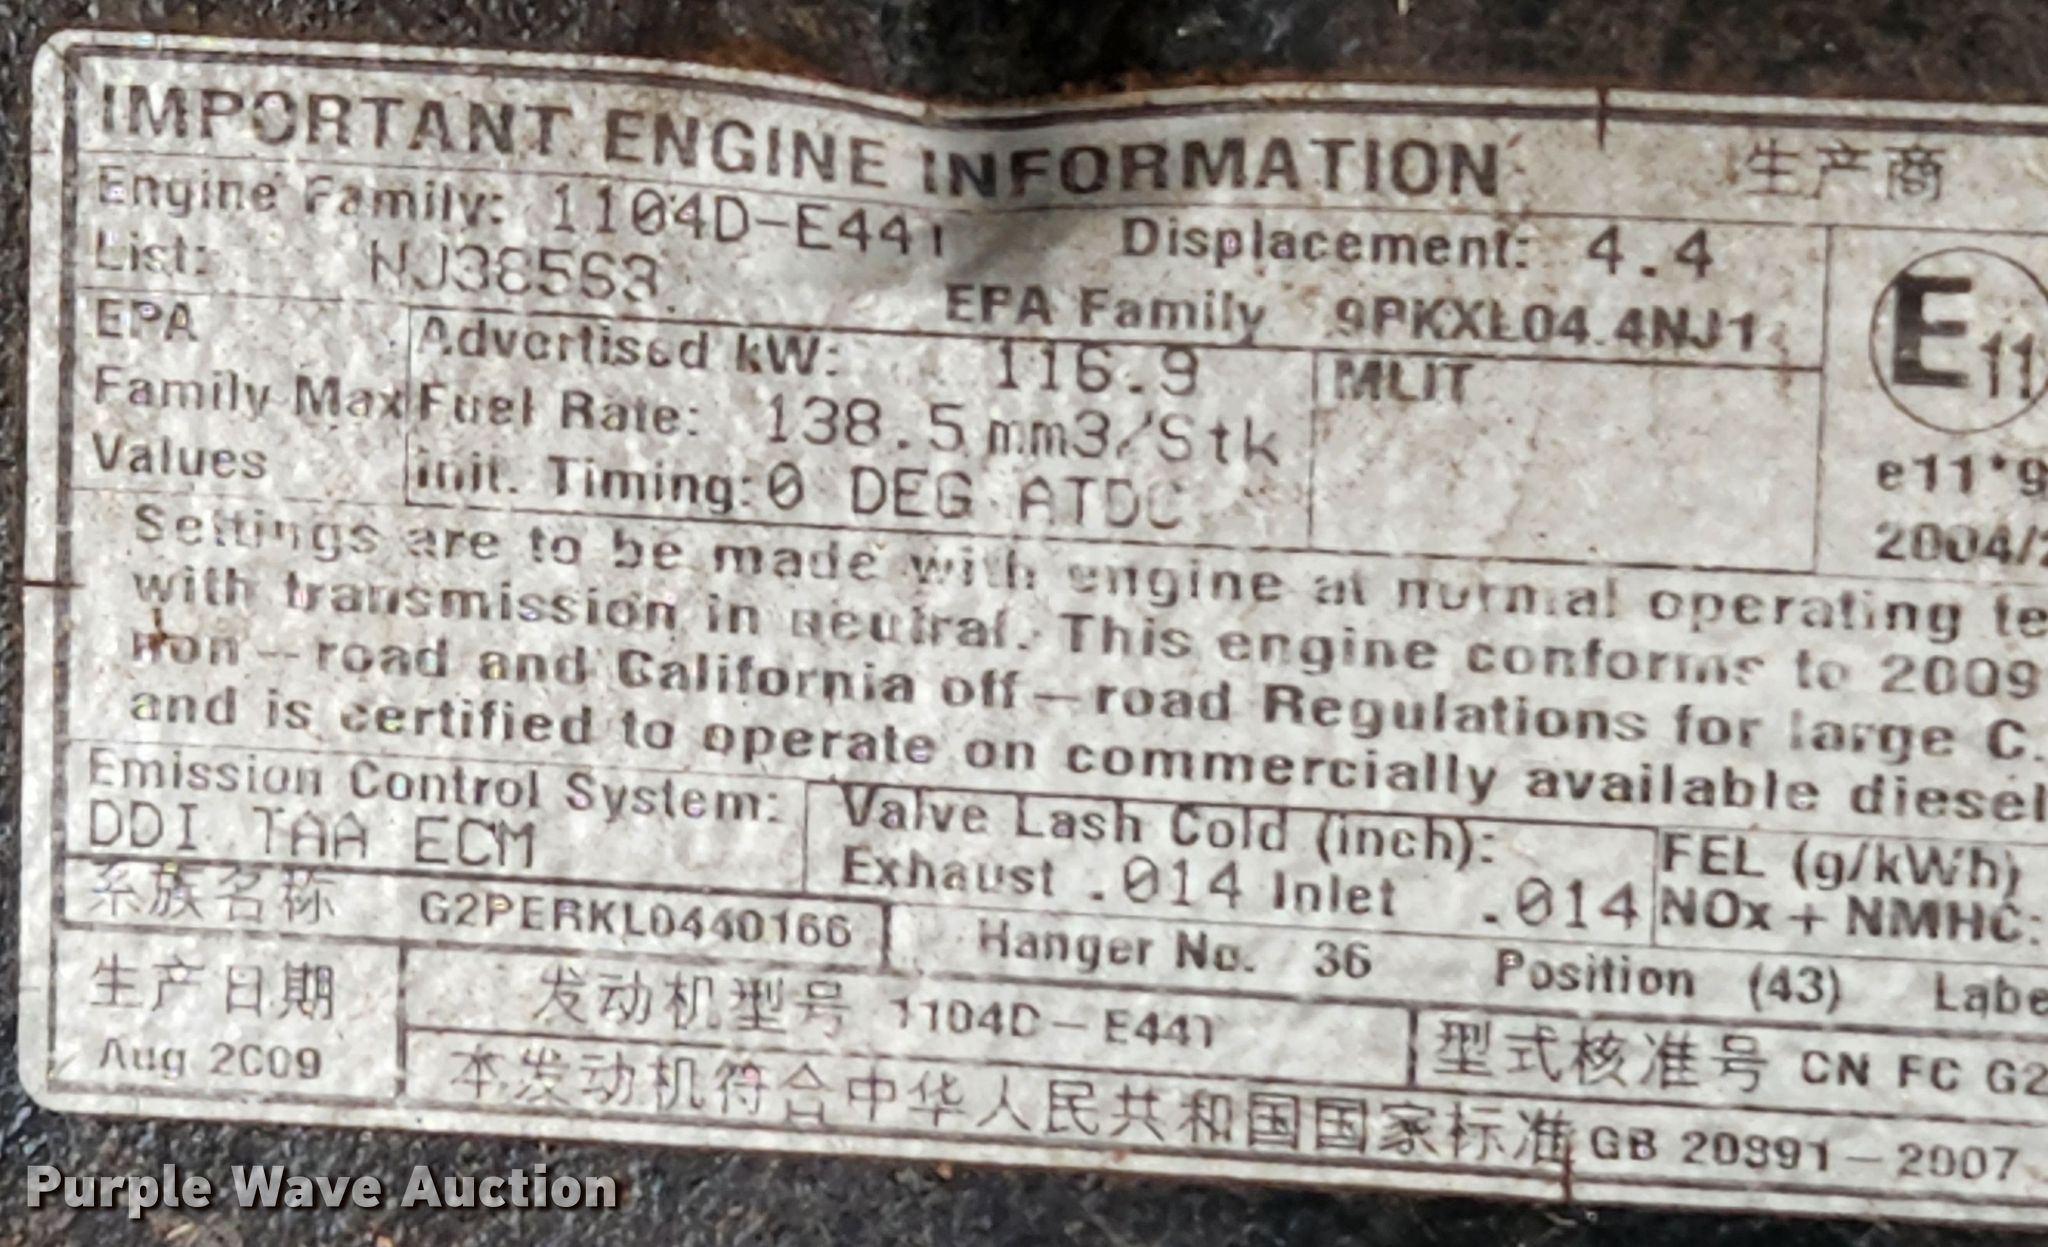 IMPORTANT ENGINE INFORMATION 生产商
Engine Family: 1104D-E44T Displacement: 4.4
List: NJ38563 EPA Family 9PKXL04.4NJ1
E11
EPA Family Max Values
Advertised kW: 116.9
Fuel Rate: 138.5 mm3/Stk
Init. Timing: 0 DEG ATDC
MLIT
e11*9
2004/2
Settings are to be made with engine at normal operating te
with transmission in neutral. This engine conforms to 2009
non-road and California off-road Regulations for large C.
and is certified to operate on commercially available diesel
Emission Control System:
DDI TAA ECM
Valve Lash Cold (inch):
Exhaust .014 Inlet .014
FEL (g/kWh)
NOx + NMHC:
系族名称 G2PERKL0440166 Hanger No. 36 Position (43) Labe
生产日期
Aug 2009
发动机型号 1104D-E44T 型式核准号 CN FC G2
本发动机符合中华人民共和国国家标准 GB 20891-2007
Purple Wave Auction